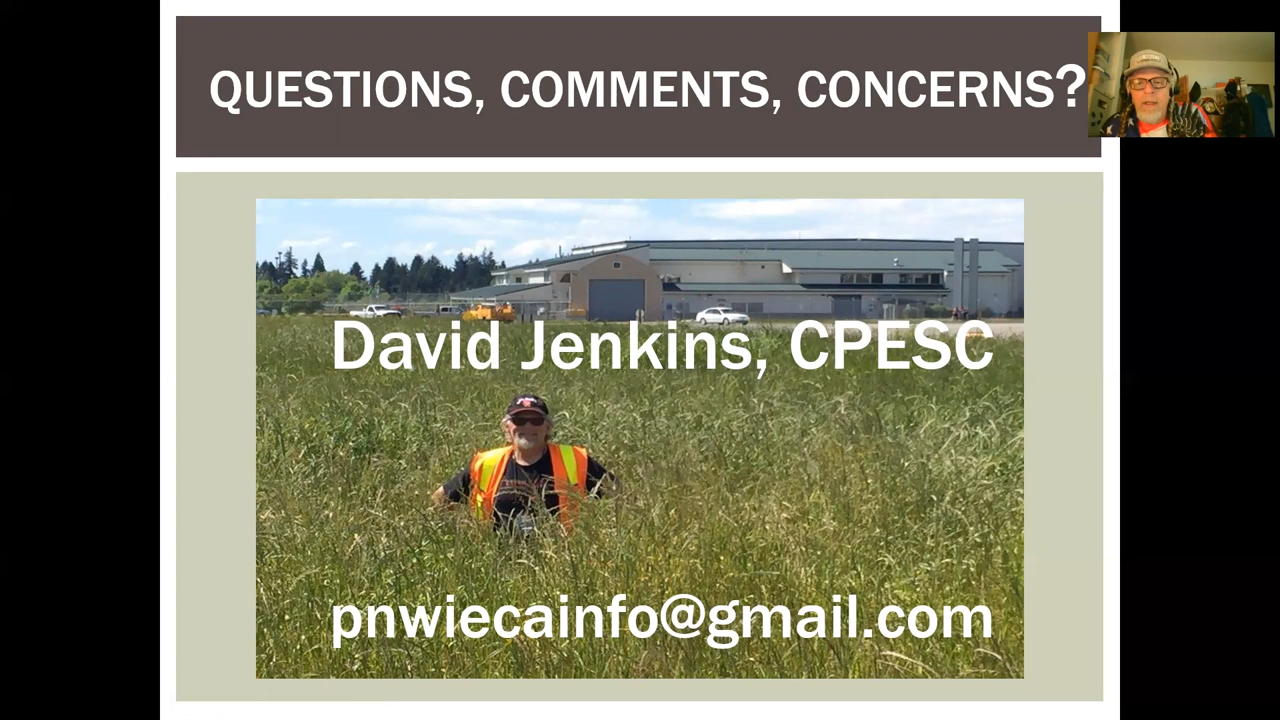 QUESTIONS, COMMENTS, CONCERNS?
David Jenkins, CPESC
pnwiecainfo@gmail.com